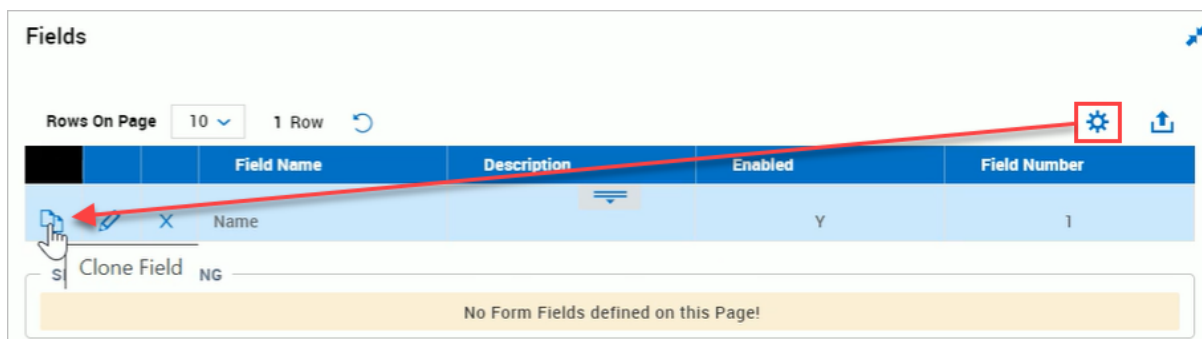 Fields
Rows On Page 10 1 Row
Field Name Description Enabled Field Number
Name Y 1
Clone Field
NG
No Form Fields defined on this Page!